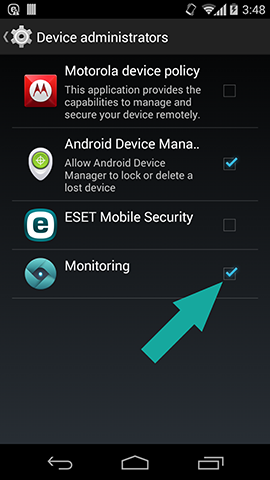 3:48
Device administrators
Motorola device policy
This application provides the
capabilities to manage and
secure your device remotely.
Android Device Mana..
Allow Android Device
Manager to lock or delete a
lost device
e
ESET Mobile Security
Monitoring